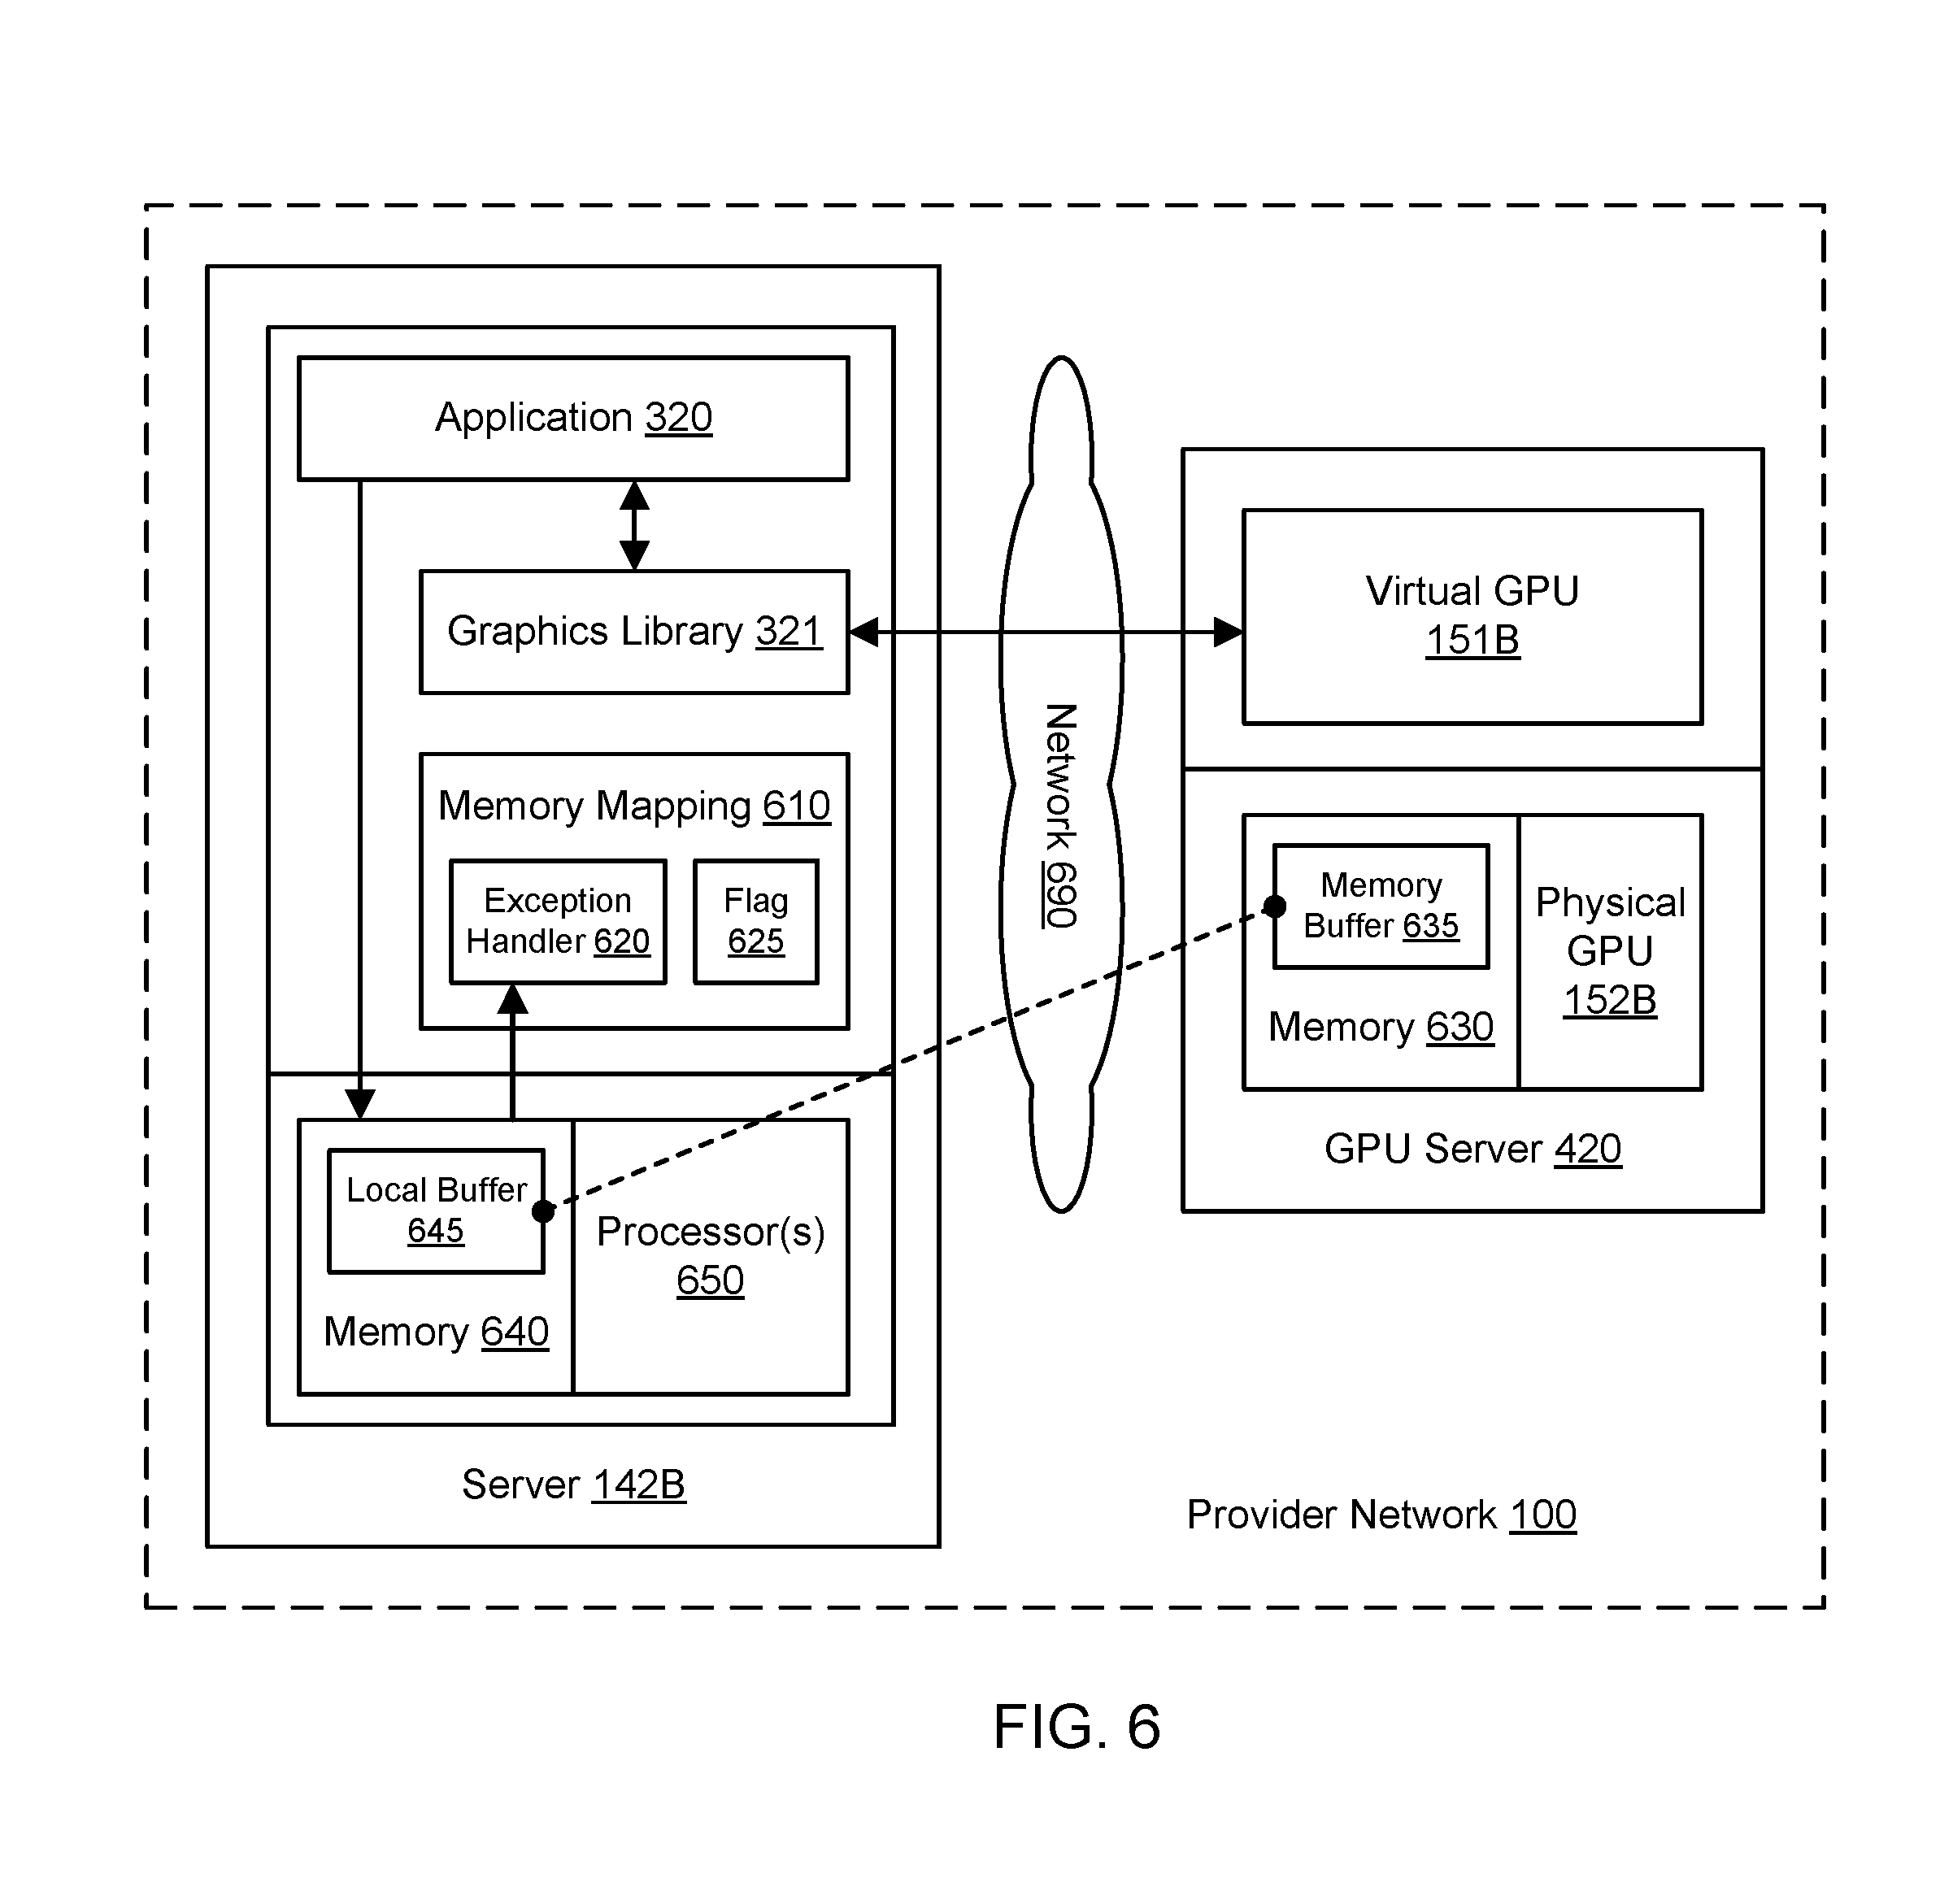 Application 320
Graphics Library 321
Memory Mapping 610
Exception
Handler 620
Flag
625
Local Buffer
645
Memory 640
Processor(s)
650
Server 142B
Network 690
Virtual GPU
151B
Memory
Buffer 635
Memory 630
Physical
GPU
152B
GPU Server 420
Provider Network 100
FIG. 6